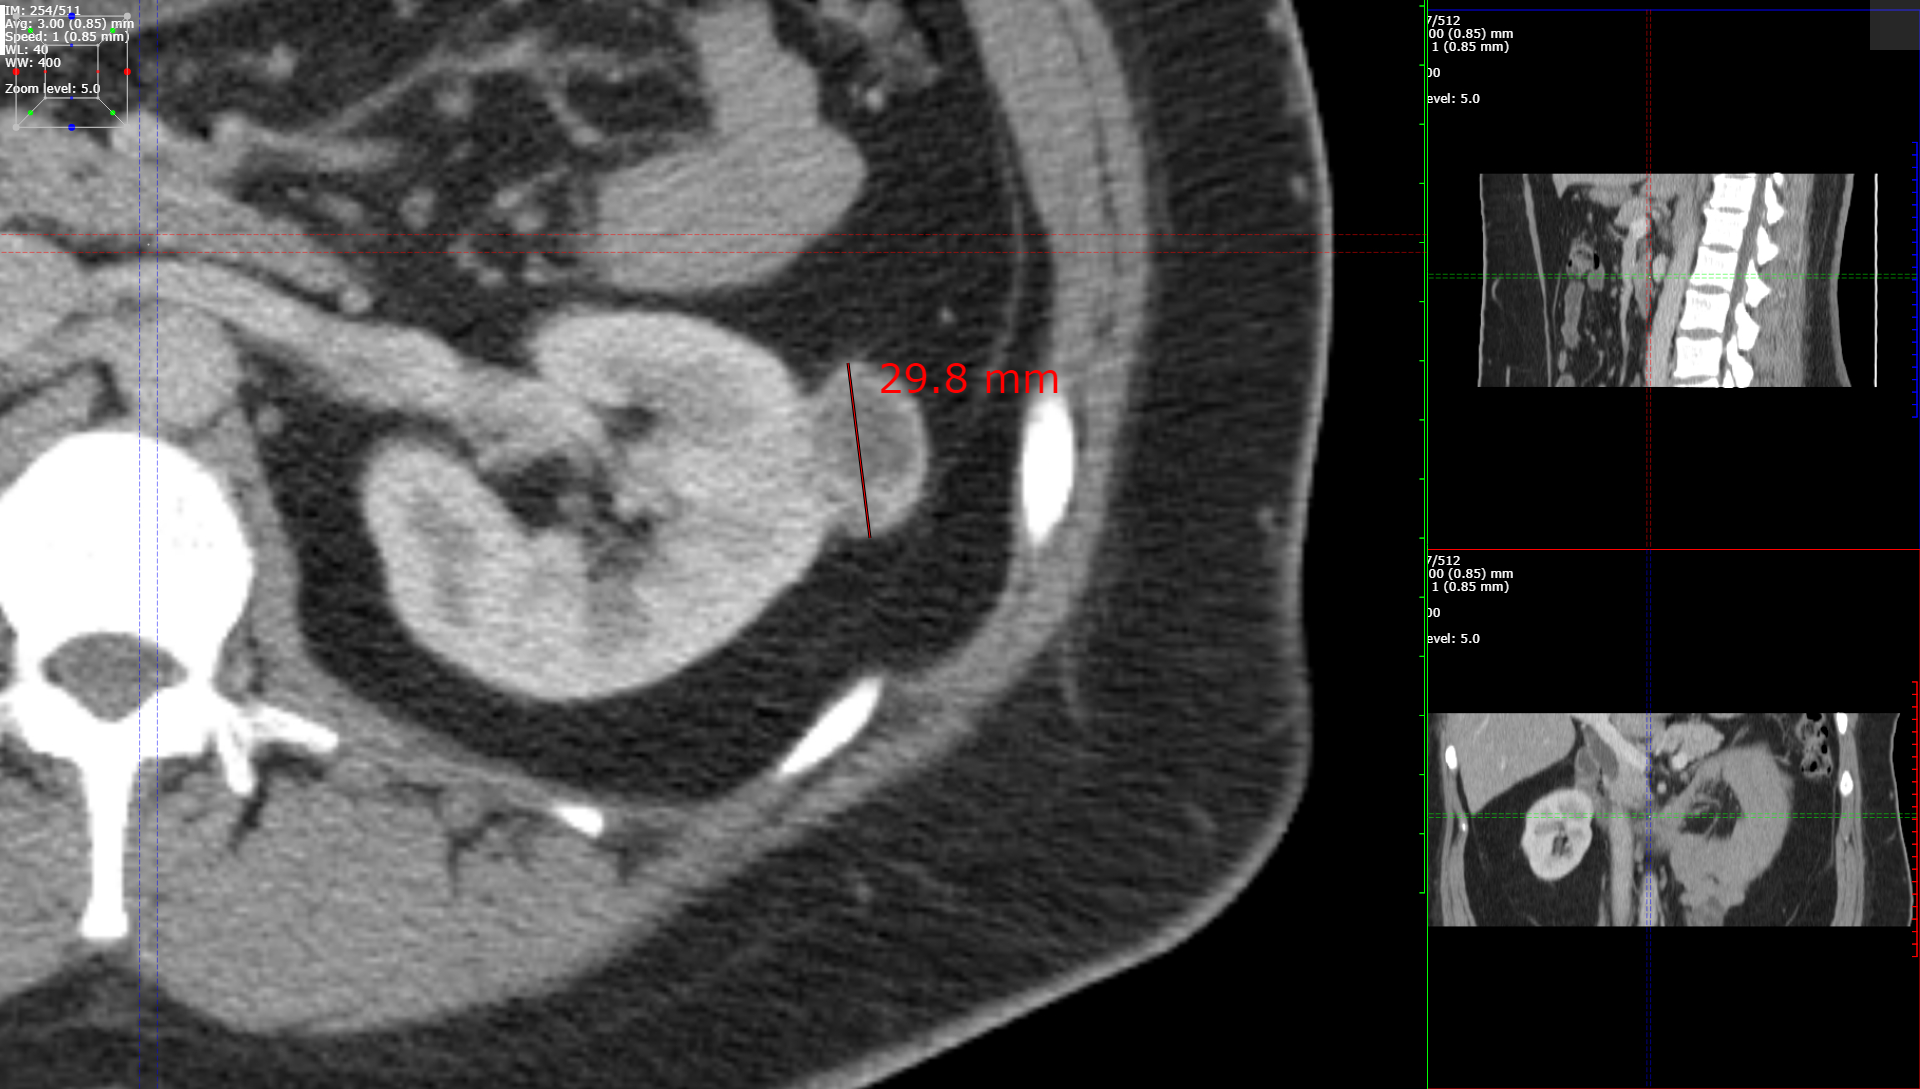 IM: 254/511
Avg: 3.00 (0.85) mm
Speed: 1 (0.85 mm)
WL: 40
WW: 400
Zoom level: 5.0
29.8 mm
7/512
00 (0.85) mm
1 (0.85 mm)
00
evel: 5.0
7/512
00 (0.85) mm
1 (0.85 mm)
00
evel: 5.0